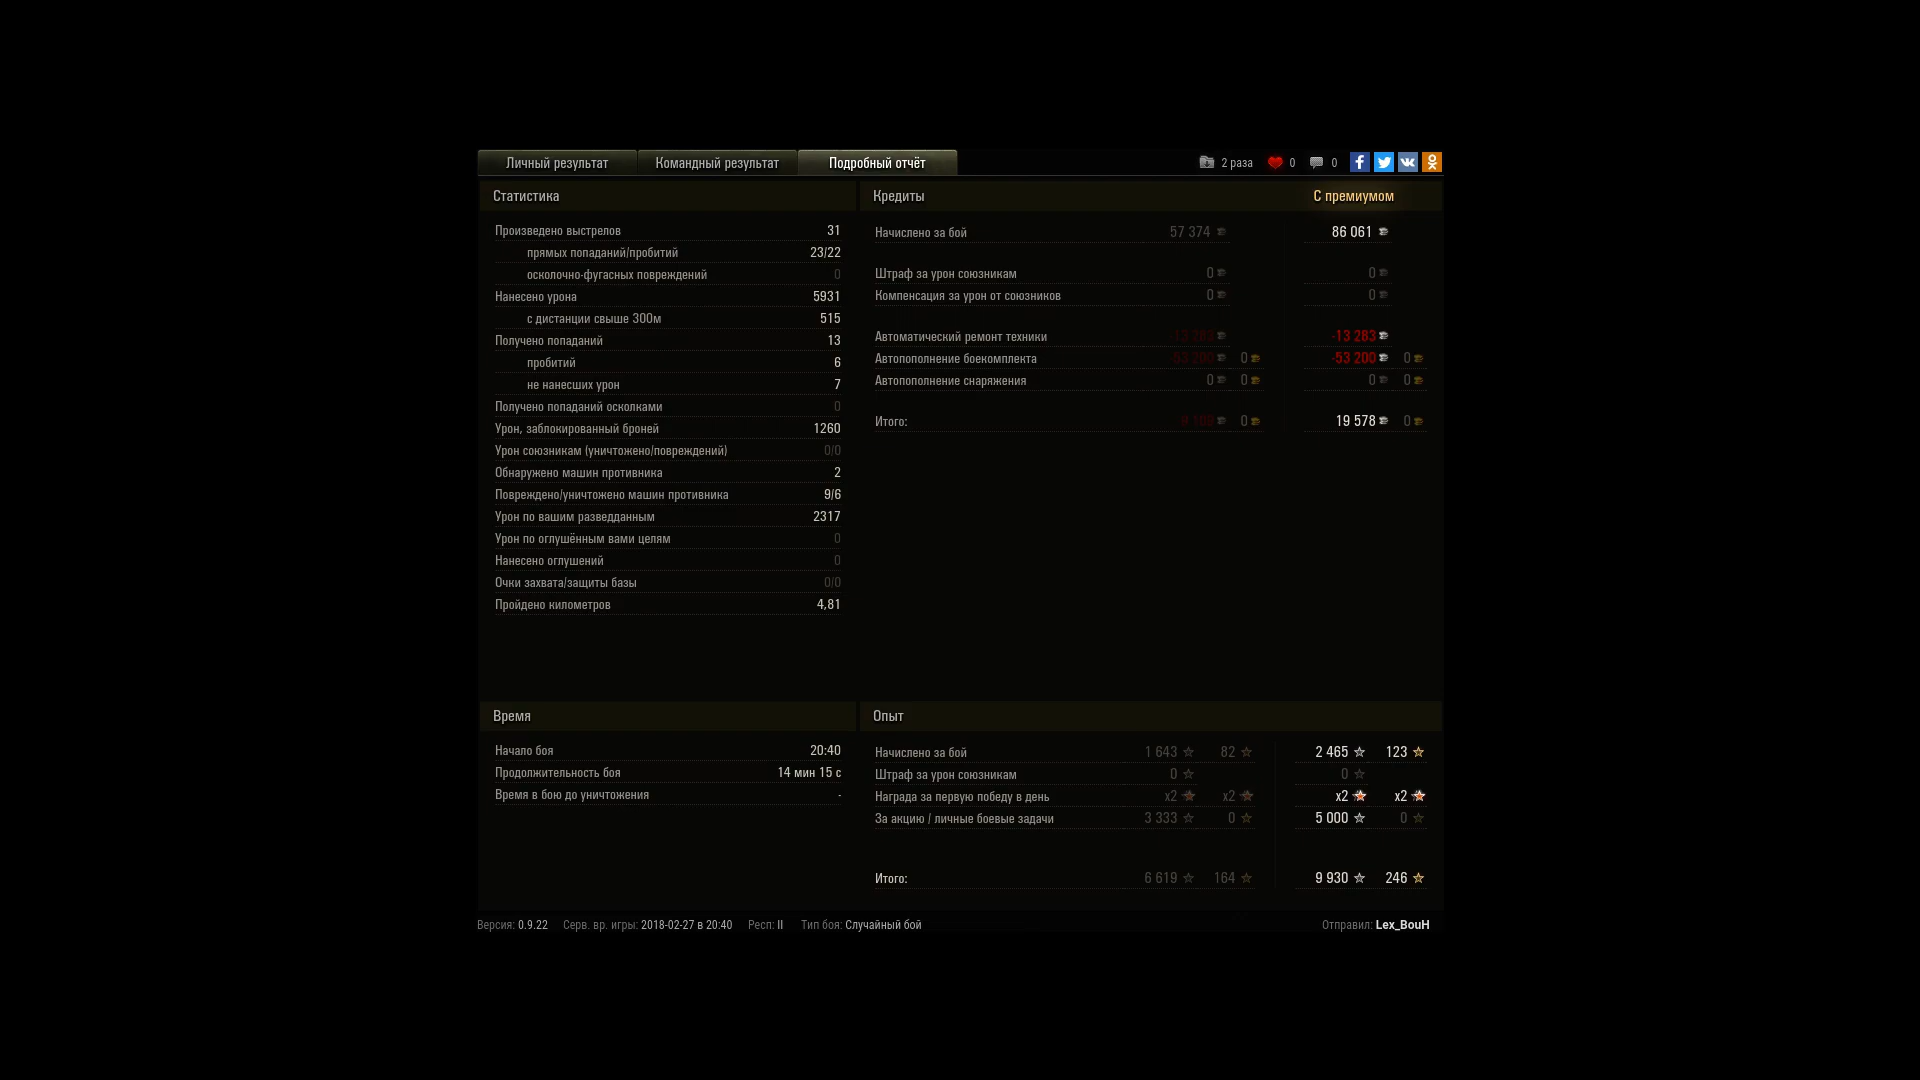 Личный результат Командный результат Подробный отчёт 2 раза 0 0
Статистика
Произведено выстрелов 31
прямых попаданий/пробитий 23/22
осколочно-фугасных повреждений 0
Нанесено урона 5931
с дистанции свыше 300м 515
Получено попаданий 13
пробитий 6
не нанесших урон 7
Получено попаданий осколками 0
Урон, заблокированный броней 1260
Урон союзникам (уничтожено/повреждений) 0/0
Обнаружено машин противника 2
Повреждено/уничтожено машин противника 9/6
Урон по вашим разведданным 2317
Урон по оглушённым вами целям 0
Нанесено оглушений 0
Очки захвата/защиты базы 0/0
Пройдено километров 4,81
Кредиты С премиумом
Начислено за бой 57 374 86 061
Штраф за урон союзникам 0 0
Компенсация за урон от союзников 0 0
Автоматический ремонт техники -13 283 -13 283
Автопополнение боекомплекта -53 200 0 -53 200 0
Автопополнение снаряжения 0 0 0 0
Итого: -9 109 0 19 578 0
Время
Начало боя 20:40
Продолжительность боя 14 мин 15 с
Время в бою до уничтожения -
Опыт
Начислено за бой 1 643 82 2 465 123
Штраф за урон союзникам 0 0
Награда за первую победу в день x2 x2 x2 x2
За акцию / личные боевые задачи 3 333 0 5 000 0
Итого: 6 619 164 9 930 246
Версия: 0.9.22 Серв. вр. игры: 2018-02-27 в 20:40 Респ: II Тип боя: Случайный бой Отправил: Lex_BouH